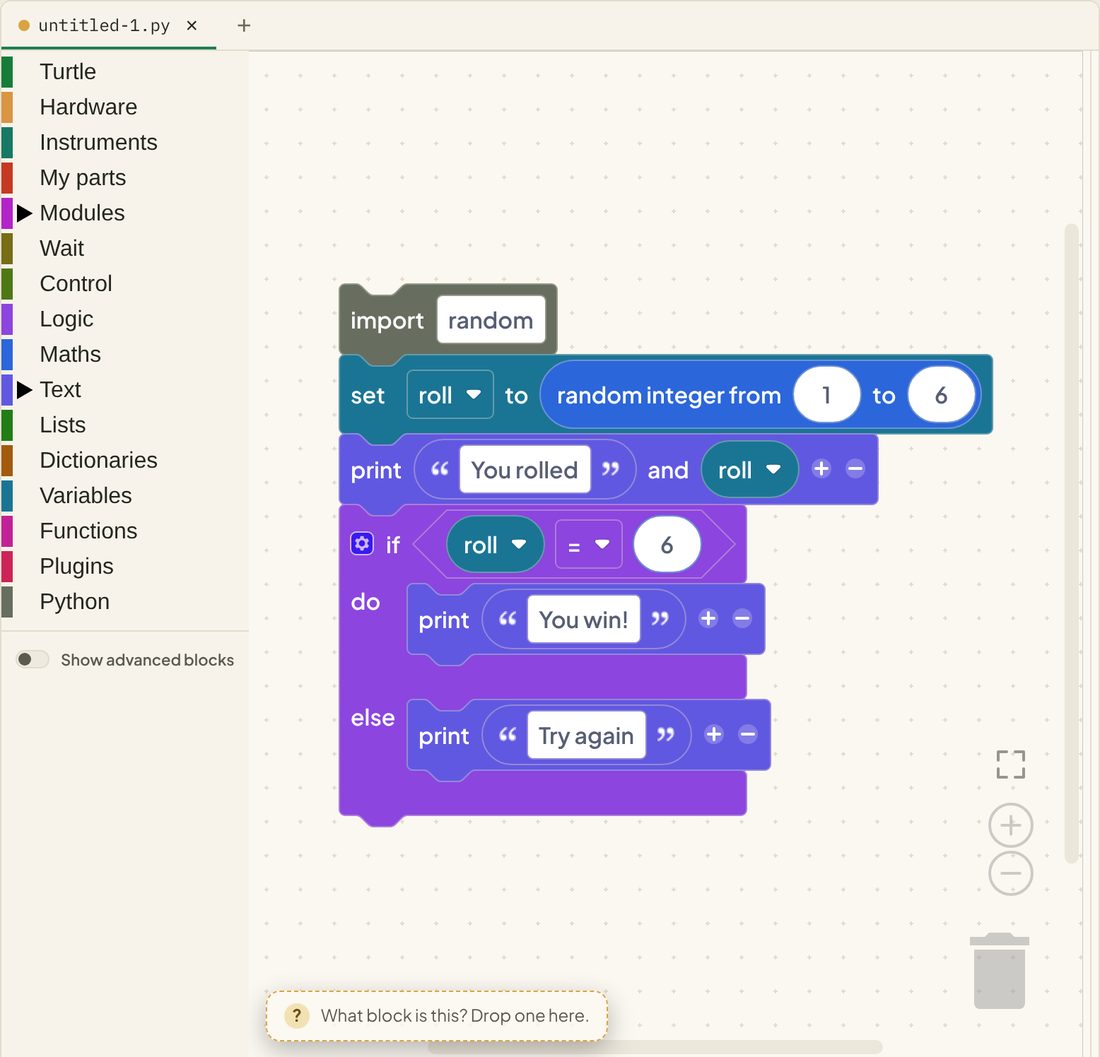 untitled-1.py × +
Turtle
Hardware
Instruments
My parts
Modules
Wait
Control
Logic
Maths
Text
Lists
Dictionaries
Variables
Functions
Plugins
Python
Show advanced blocks
import random
set roll to random integer from 1 to 6
print “ You rolled ” and roll + −
if roll = 6
do print “ You win! ” + −
else print “ Try again ” + −
? What block is this? Drop one here.